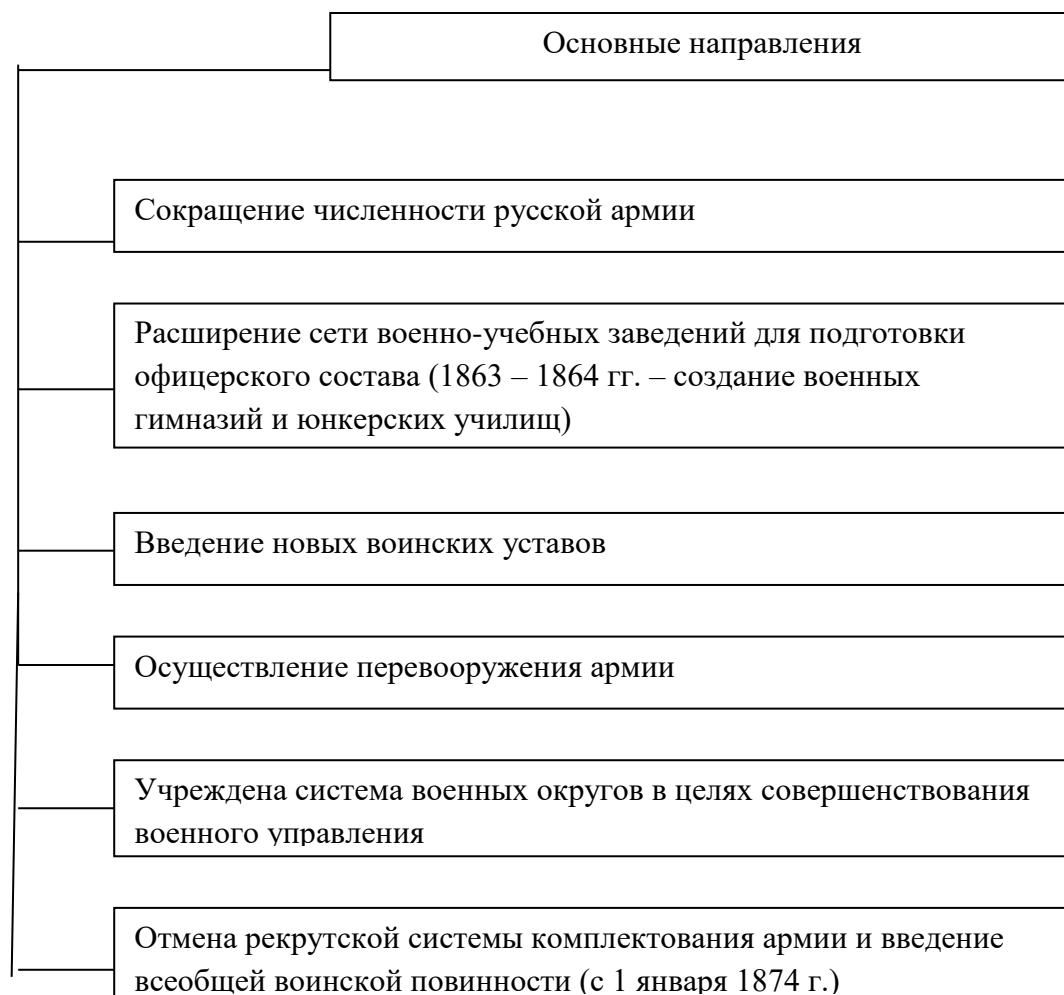 Основные направления
Сокращение численности русской армии
Расширение сети военно-учебных заведений для подготовки
офицерского состава (1863 – 1864 гг. – создание военных
гимназий и юнкерских училищ)
Введение новых воинских уставов
Осуществление перевооружения армии
Учреждена система военных округов в целях совершенствования
военного управления
Отмена рекрутской системы комплектования армии и введение
всеобщей воинской повинности (с 1 января 1874 г.)